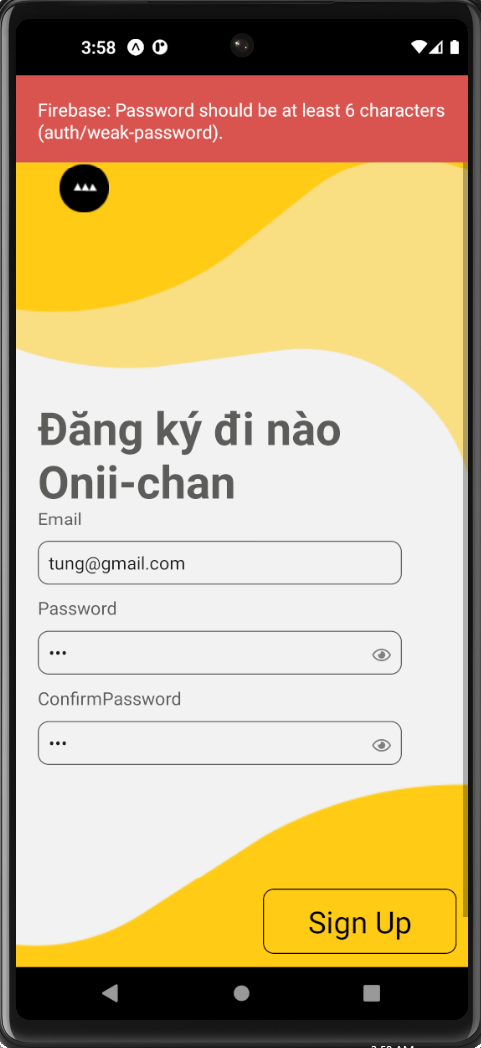 3:58
Firebase: Password should be at least 6 characters
(auth/weak-password).
Đăng ký đi nào
Onii-chan
Email
tung@gmail.com
Password
•••
ConfirmPassword
•••
Sign Up